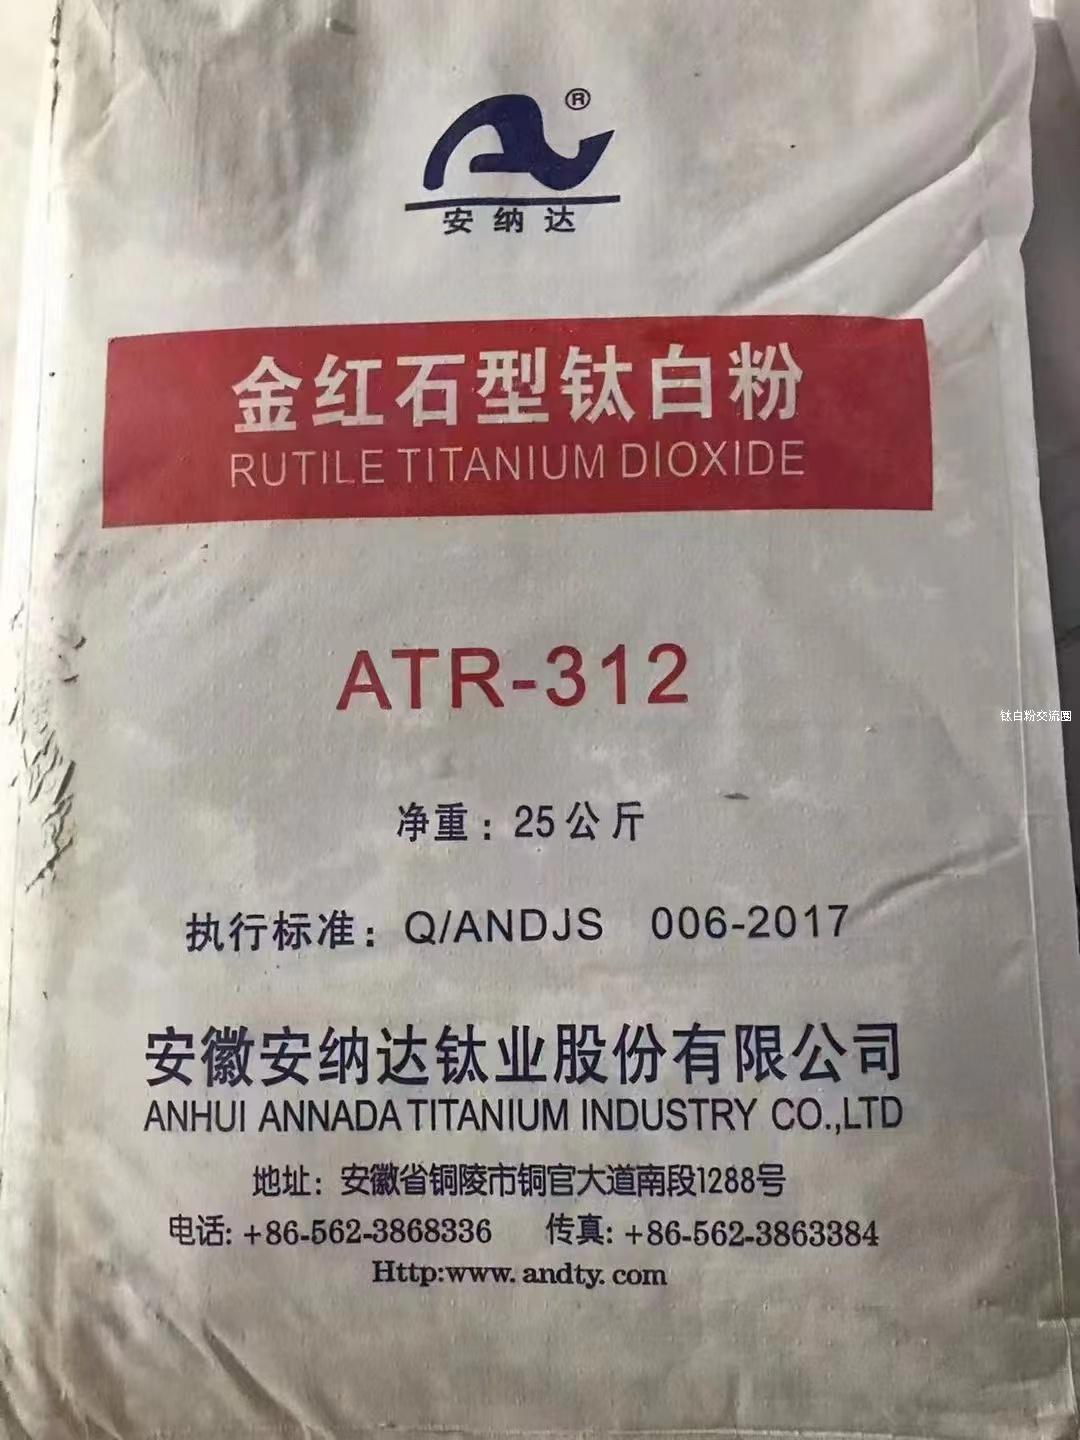 ®
安纳达
金红石型钛白粉
RUTILE TITANIUM DIOXIDE
ATR-312
钛白粉交流圈
净重：25公斤
执行标准：Q/ANDJS 006-2017
安徽安纳达钛业股份有限公司
ANHUI ANNADA TITANIUM INDUSTRY CO.,LTD
地址：安徽省铜陵市铜官大道南段1288号
电话:+86-562-3868336 传真:+86-562-3863384
Http:www.andty.com